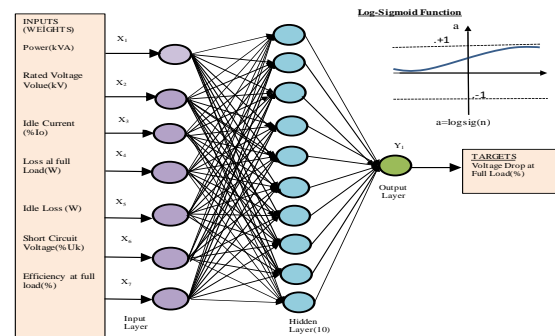 INPUTS
(WEIGHTS)
Power(kVA)
Rated Voltage
Volue(kV)
Idle Current
(%Io)
Loss al full
Load(W)
Idle Loss (W)
Short Circuit
Voltage(%Uk)
Efficiency at full
load(%)
X₁
X₂
X₃
X₄
X₅
X₆
X₇
Input
Layer
Hidden
Layer(10)
Y₁
Output
Layer
TARGETS
Voltage Drop at
Full Load(%)
Log-Sigmoid Function
a
+1
-1
a=logsig(n)